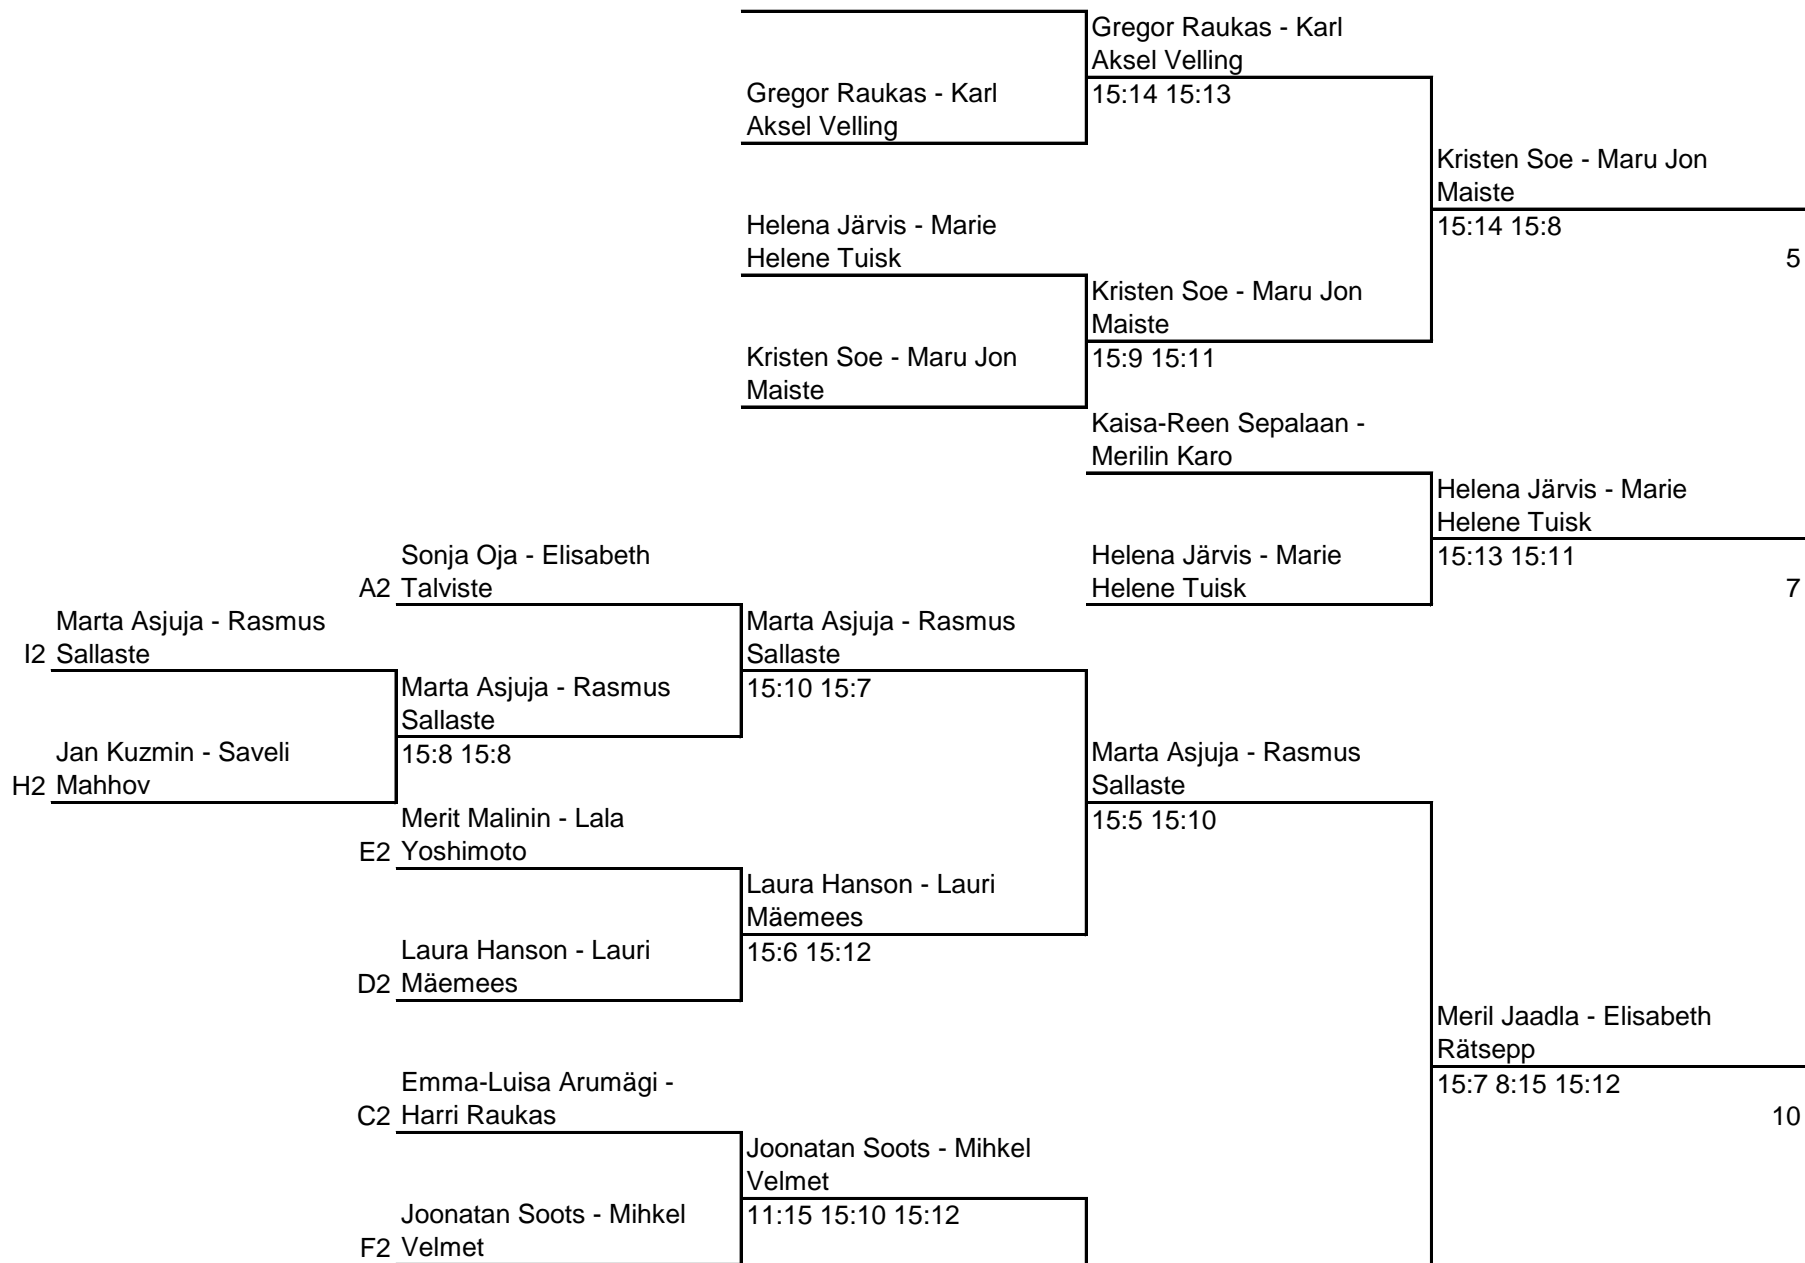 Gregor Raukas - Karl
Aksel Velling
Gregor Raukas - Karl
Aksel Velling
15:14 15:13
Kristen Soe - Maru Jon
Maiste
Helena Järvis - Marie
Helene Tuisk
15:14 15:8
5
Kristen Soe - Maru Jon
Maiste
Kristen Soe - Maru Jon
Maiste
15:9 15:11
Kaisa-Reen Sepalaan -
Merilin Karo
Helena Järvis - Marie
Helene Tuisk
Sonja Oja - Elisabeth
A2 Talviste
Helena Järvis - Marie
Helene Tuisk
15:13 15:11
7
Marta Asjuja - Rasmus
I2 Sallaste
Marta Asjuja - Rasmus
Sallaste
Marta Asjuja - Rasmus
Sallaste
15:10 15:7
Jan Kuzmin - Saveli
H2 Mahhov
15:8 15:8
Marta Asjuja - Rasmus
Sallaste
Merit Malinin - Lala
E2 Yoshimoto
15:5 15:10
Laura Hanson - Lauri
Mäemees
Laura Hanson - Lauri
D2 Mäemees
15:6 15:12
Meril Jaadla - Elisabeth
Rätsepp
Emma-Luisa Arumägi -
C2 Harri Raukas
15:7 8:15 15:12
10
Joonatan Soots - Mihkel
Velmet
Joonatan Soots - Mihkel
F2 Velmet
11:15 15:10 15:12